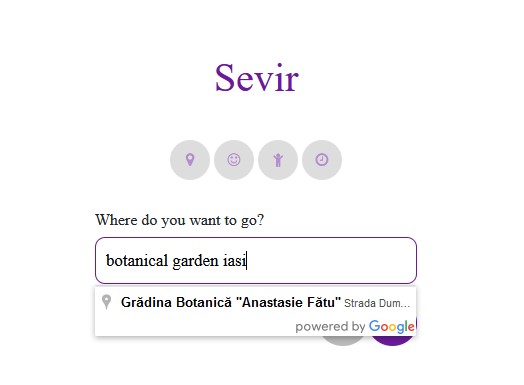 Sevir
Where do you want to go?
botanical garden iasi
Grădina Botanică "Anastasie Fătu" Strada Dum...
powered by Google